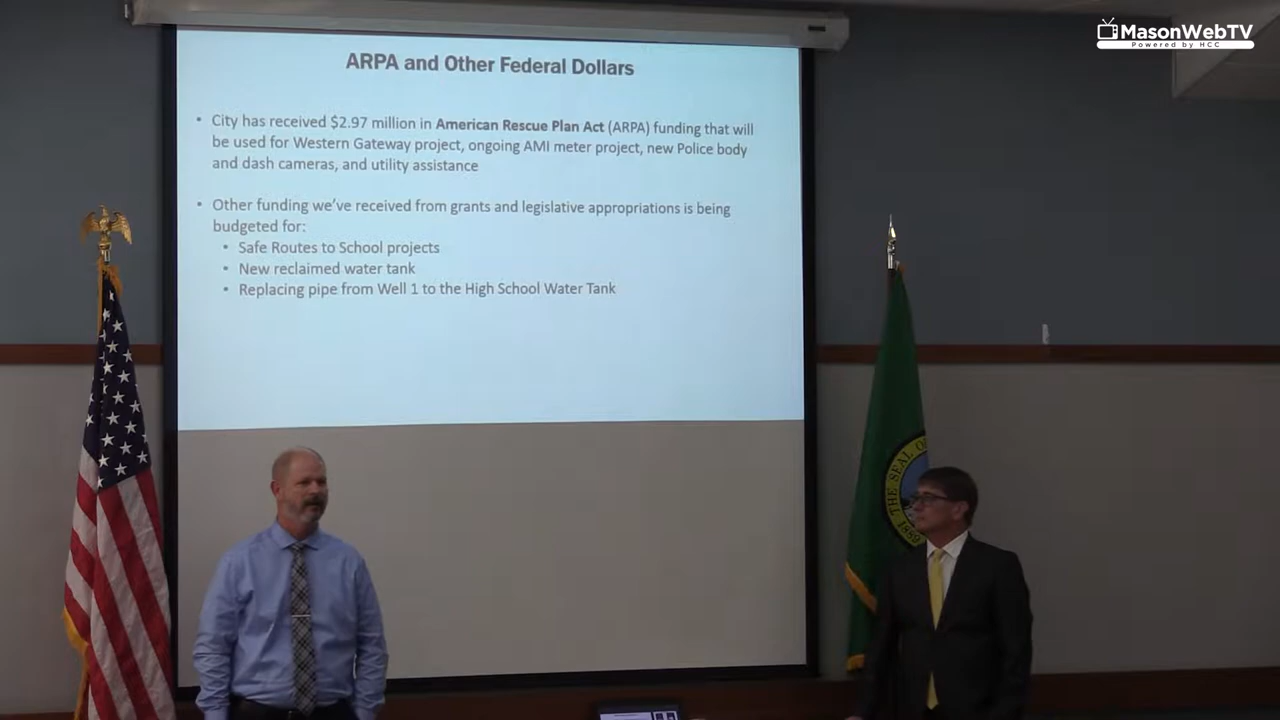 MasonWebTV
Powered by HCC
ARPA and Other Federal Dollars
• City has received $2.97 million in American Rescue Plan Act (ARPA) funding that will
be used for Western Gateway project, ongoing AMI meter project, new Police body
and dash cameras, and utility assistance
• Other funding we've received from grants and legislative appropriations is being
budgeted for:
• Safe Routes to School projects
• New reclaimed water tank
• Replacing pipe from Well 1 to the High School Water Tank
THE SEAL O
1889